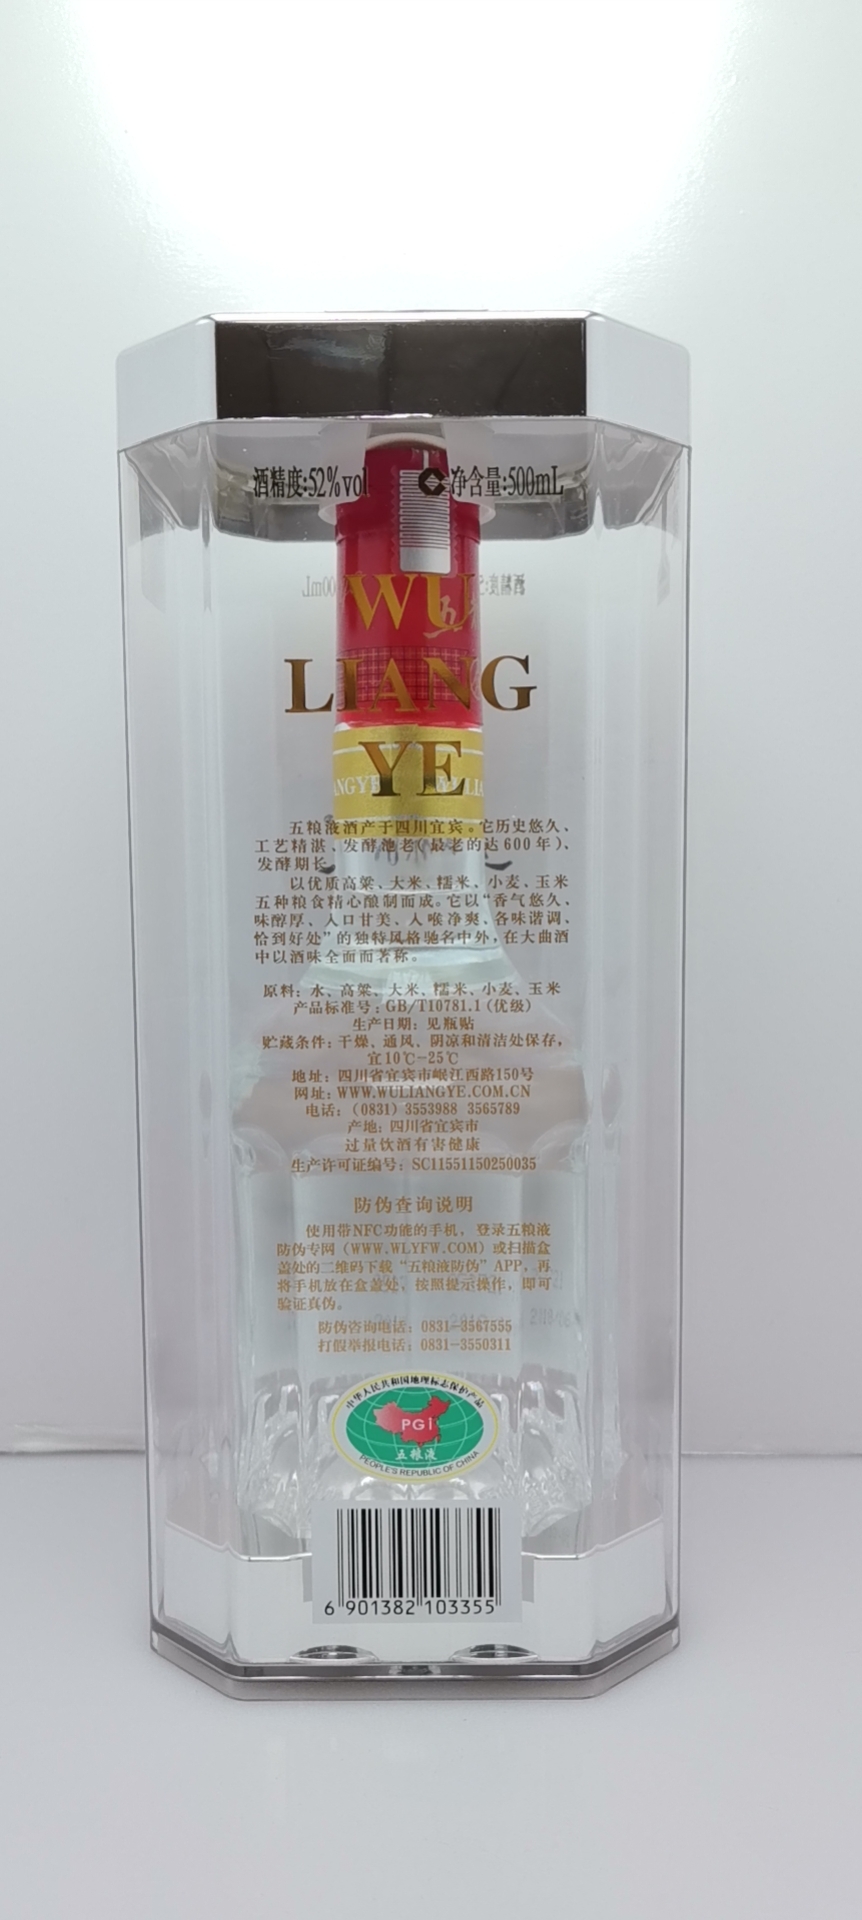 酒精度:52%vol 净含量:500mL
WU
LIANG
YE
五粮液酒产于四川宜宾。它历史悠久、
工艺精湛、发酵池老(最老的达600年)、
发酵期长。
以优质高粱、大米、糯米、小麦、玉米
五种粮食精心酿制而成。它以“香气悠久、
味醇厚、入口甘美、入喉净爽、各味谐调、
恰到好处”的独特风格驰名中外,在大曲酒
中以酒味全面而著称。
原料：水、高粱、大米、糯米、小麦、玉米
产品标准号：GB/T10781.1(优级)
生产日期：见瓶贴
贮藏条件：干燥、通风、阴凉和清洁处保存，
宜10℃-25℃
地址：四川省宜宾市岷江西路150号
网址：WWW.WULIANGYE.COM.CN
电话：(0831) 3553988 3565789
产地：四川省宜宾市
过量饮酒有害健康
生产许可证编号：SC11551150250035
防伪查询说明
使用带NFC功能的手机，登录五粮液
防伪专网（WWW.WLYFW.COM）或扫描盒
盖处的二维码下载“五粮液防伪”APP，再
将手机放在盒盖处，按照提示操作，即可
验证真伪。
防伪咨询电话：0831-3567555
打假举报电话：0831-3550311
中华人民共和国地理标志保护产品
PGI
五粮液
PEOPLE'S REPUBLIC OF CHINA
6 901382 103355